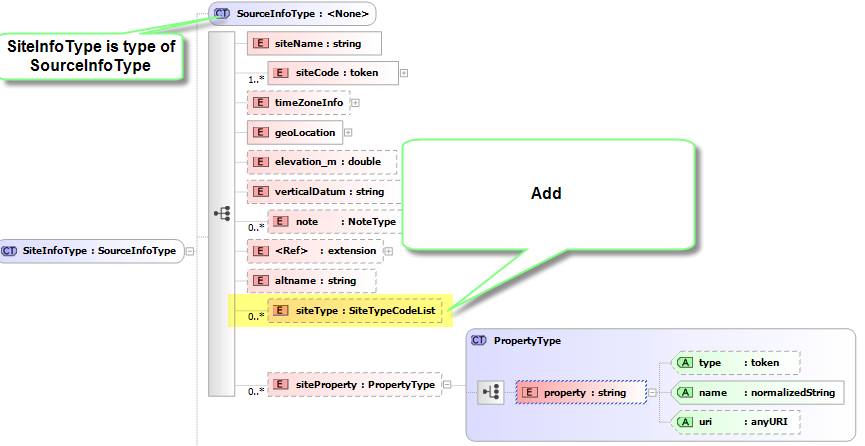 CT SourceInfoType : <None>
SiteInfoType is type of
SourceInfoType
E siteName : string
E siteCode : token
1..*
E timeZoneInfo
E geoLocation
E elevation_m : double
E verticalDatum : string
E note : NoteType
0..*
Add
CT SiteInfoType : SourceInfoType
E <Ref> : extension
E altname : string
E siteType : SiteTypeCodeList
0..*
CT PropertyType
E siteProperty : PropertyType
0..*
E property : string
A type : token
A name : normalizedString
A uri : anyURI